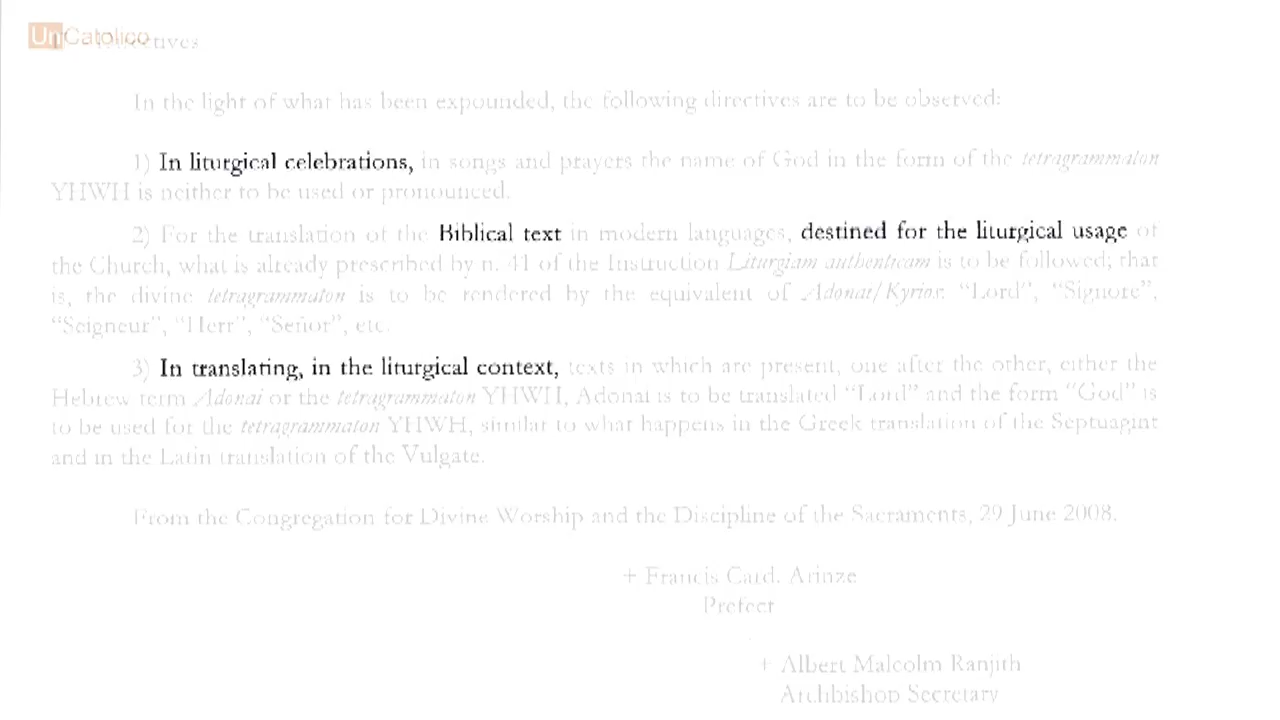 UnCatolico
In the light of what has been expounded, the following directives are to be observed:
1) In liturgical celebrations, in songs and prayers the name of God in the form of the tetragrammaton
YHWH is neither to be used or pronounced.
2) For the translation of the Biblical text in modern languages, destined for the liturgical usage of
the Church, what is already prescribed by n. 41 of the Instruction Liturgiam authenticam is to be followed; that
is, the divine tetragrammaton is to be rendered by the equivalent of Adonai/Kyrios: “Lord”, “Signore”,
“Seigneur”, “Herr”, “Señor”, etc.
3) In translating, in the liturgical context, texts in which are present, one after the other, either the
Hebrew term Adonai or the tetragrammaton YHWH, Adonai is to be translated “Lord” and the form “God” is
to be used for the tetragrammaton YHWH, similar to what happens in the Greek translation of the Septuagint
and in the Latin translation of the Vulgate.
From the Congregation for Divine Worship and the Discipline of the Sacraments, 29 June 2008.
+ Francis Card. Arinze
Prefect
+ Albert Malcolm Ranjith
Archbishop Secretary